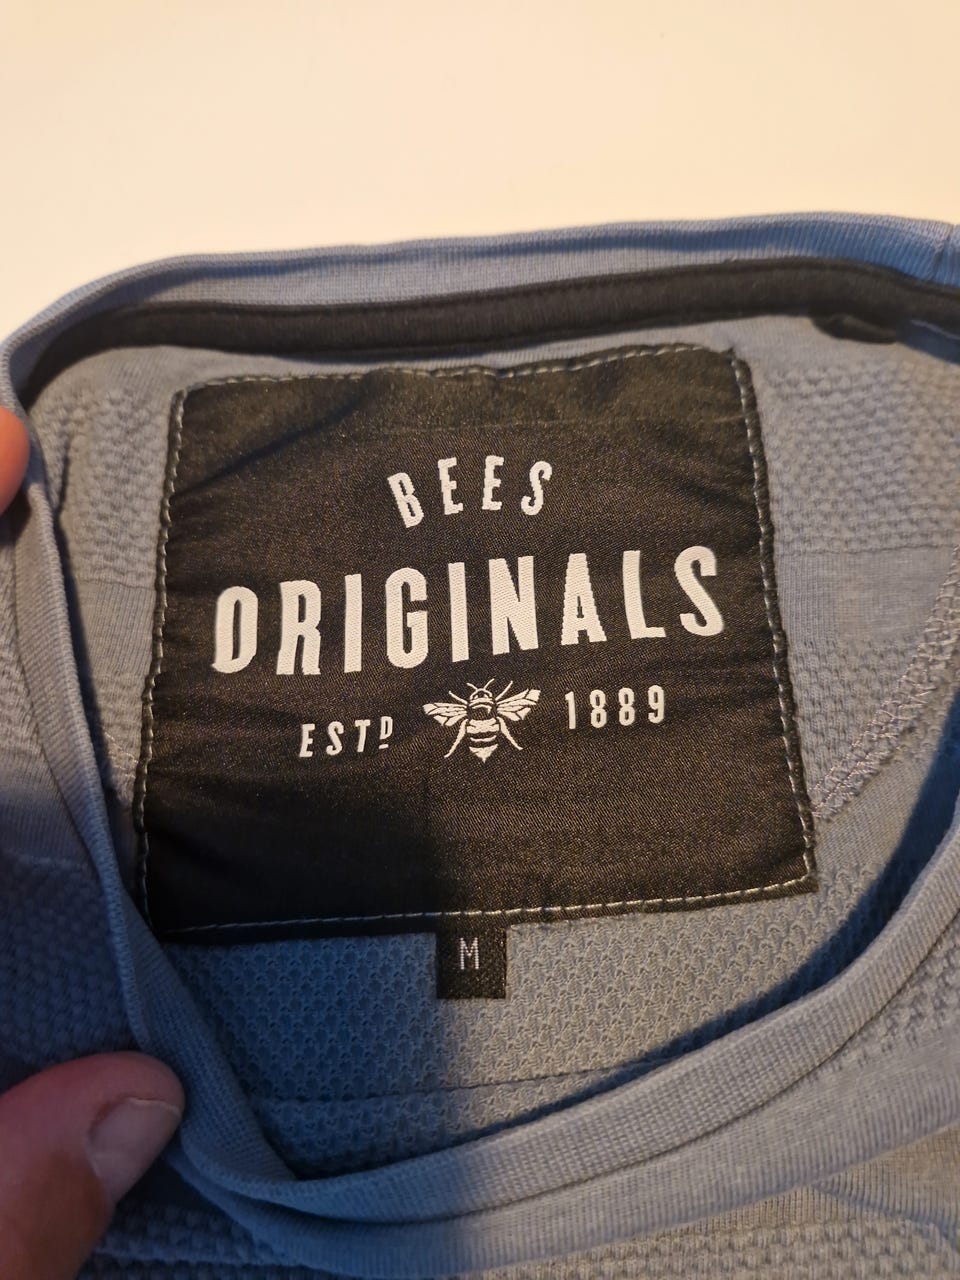 BEES
ORIGINALS
ESTD 1889
M